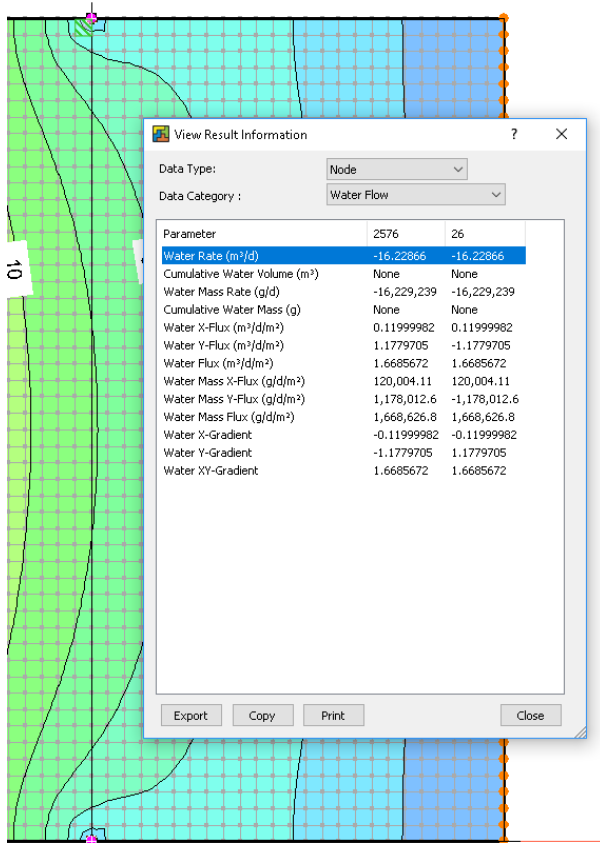 View Result Information ? ✕
Data Type: Node
Data Category : Water Flow
Parameter 2576 26
Water Rate (m³/d) -16.22866 -16.22866
Cumulative Water Volume (m³) None None
Water Mass Rate (g/d) -16,229,239 -16,229,239
Cumulative Water Mass (g) None None
Water X-Flux (m³/d/m²) 0.11999982 0.11999982
Water Y-Flux (m³/d/m²) 1.1779705 -1.1779705
Water Flux (m³/d/m²) 1.6685672 1.6685672
Water Mass X-Flux (g/d/m²) 120,004.11 120,004.11
Water Mass Y-Flux (g/d/m²) 1,178,012.6 -1,178,012.6
Water Mass Flux (g/d/m²) 1,668,626.8 1,668,626.8
Water X-Gradient -0.11999982 -0.11999982
Water Y-Gradient -1.1779705 1.1779705
Water XY-Gradient 1.6685672 1.6685672
10
Export Copy Print Close